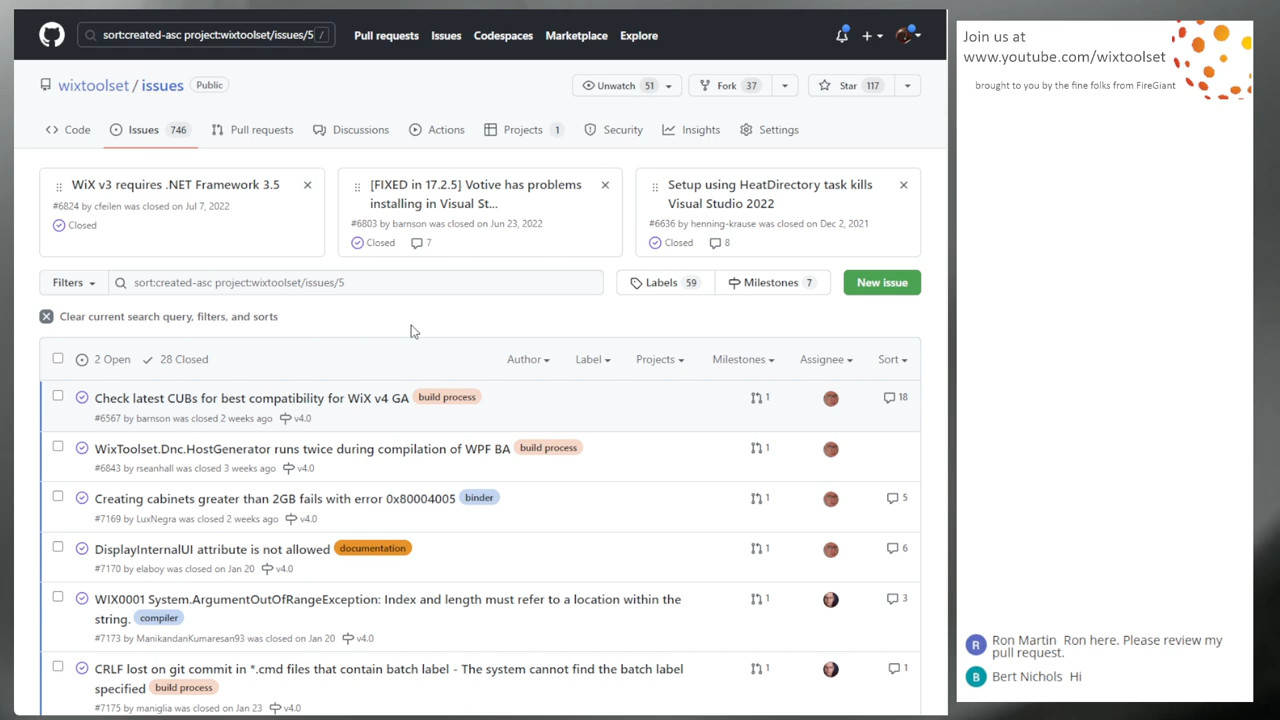 sort:created-asc project:wixtoolset/issues/5 /
Pull requests Issues Codespaces Marketplace Explore
wixtoolset / issues Public
Unwatch 51
Fork 37
Star 117
Code
Issues 746
Pull requests
Discussions
Actions
Projects 1
Security
Insights
Settings
WiX v3 requires .NET Framework 3.5
#6824 by cfeilen was closed on Jul 7, 2022
Closed
[FIXED in 17.2.5] Votive has problems
installing in Visual St...
#6803 by barnson was closed on Jun 23, 2022
Closed 7
Setup using HeatDirectory task kills
Visual Studio 2022
#6636 by henning-krause was closed on Dec 2, 2021
Closed 8
Filters
sort:created-asc project:wixtoolset/issues/5
Labels 59
Milestones 7
New issue
Clear current search query, filters, and sorts
2 Open 28 Closed
Author Label Projects Milestones Assignee Sort
Check latest CUBs for best compatibility for WiX v4 GA build process
1 18
#6567 by barnson was closed 2 weeks ago v4.0
WixToolset.Dnc.HostGenerator runs twice during compilation of WPF BA build process
1
#6843 by rseanhall was closed 3 weeks ago v4.0
Creating cabinets greater than 2GB fails with error 0x80004005 binder
1 5
#7169 by LuxNegra was closed 2 weeks ago v4.0
DisplayInternalUI attribute is not allowed documentation
1 6
#7170 by elaboy was closed on Jan 20 v4.0
WIX0001 System.ArgumentOutOfRangeException: Index and length must refer to a location within the
1 3
string. compiler
#7173 by ManikandanKumaresan93 was closed on Jan 20 v4.0
CRLF lost on git commit in *.cmd files that contain batch label - The system cannot find the batch label
1 1
specified build process
#7175 by maniglia was closed on Jan 23 v4.0
Join us at
www.youtube.com/wixtoolset
brought to you by the fine folks from FireGiant
R Ron Martin Ron here. Please review my
pull request.
B Bert Nichols Hi